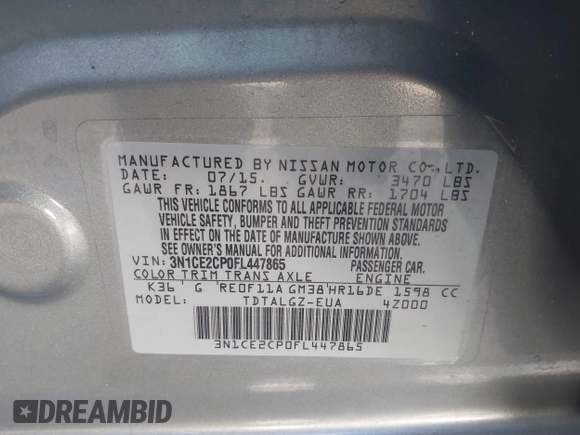 MANUFACTURED BY NISSAN MOTOR CO.,LTD.
DATE: 07/15. GVWR: 3470 LBS
GAWR FR: 1867 LBS GAWR RR: 1704 LBS
THIS VEHICLE CONFORMS TO ALL APPLICABLE FEDERAL MOTOR
VEHICLE SAFETY, BUMPER AND THEFT PREVENTION STANDARDS
IN EFFECT ON THE DATE OF MANUFACTURE SHOWN ABOVE.
SEE OWNER'S MANUAL FOR ADDITIONAL INFORMATION
VIN: 3N1CE2CP0FL447865 PASSENGER CAR.
COLOR TRIM TRANS AXLE ENGINE
K36 G RE0F11A GM38 HR16DE 1598 CC
MODEL: TDTALGZ-EUA 4Z000
3N1CE2CP0FL447865
DREAMBID